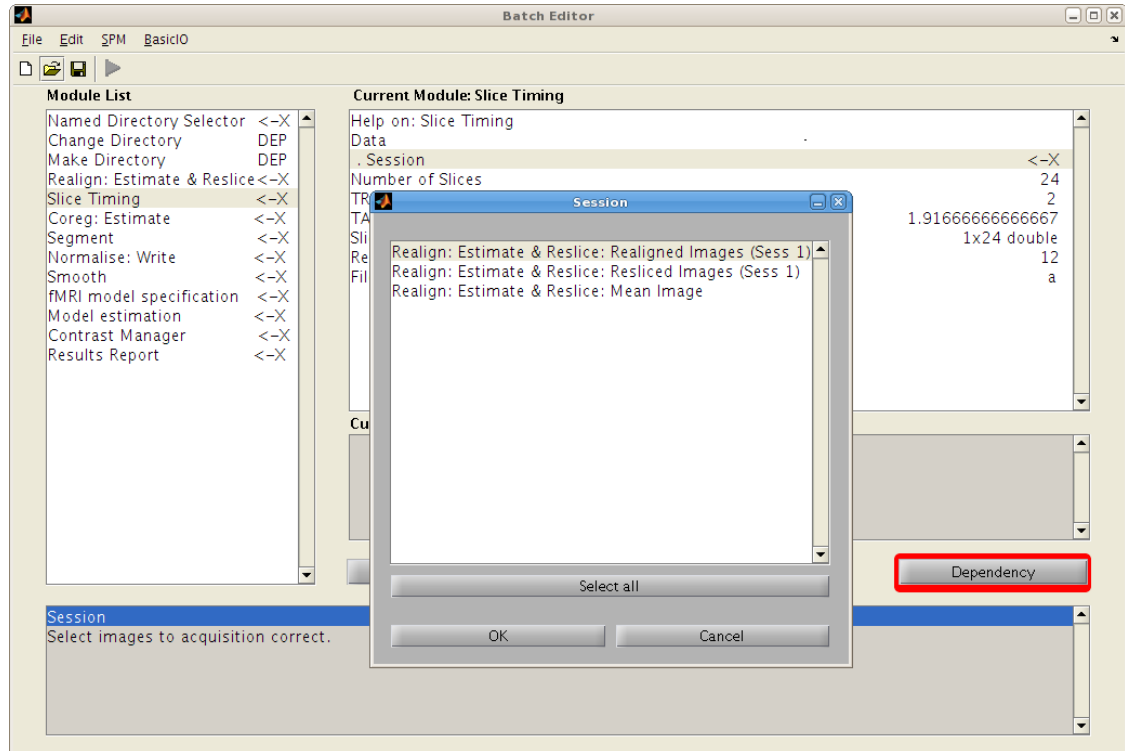 Batch Editor
File Edit SPM BasicIO
Module List
Named Directory Selector <-X
Change Directory DEP
Make Directory DEP
Realign: Estimate & Reslice<-X
Slice Timing <-X
Coreg: Estimate <-X
Segment <-X
Normalise: Write <-X
Smooth <-X
fMRI model specification <-X
Model estimation <-X
Contrast Manager <-X
Results Report <-X
Current Module: Slice Timing
Help on: Slice Timing
Data
. Session <-X
Number of Slices 24
TR 2
TA 1.91666666666667
Sli 1x24 double
Re 12
Fil a
Cu
Session
Realign: Estimate & Reslice: Realigned Images (Sess 1)
Realign: Estimate & Reslice: Resliced Images (Sess 1)
Realign: Estimate & Reslice: Mean Image
Select all
OK Cancel
Dependency
Session
Select images to acquisition correct.